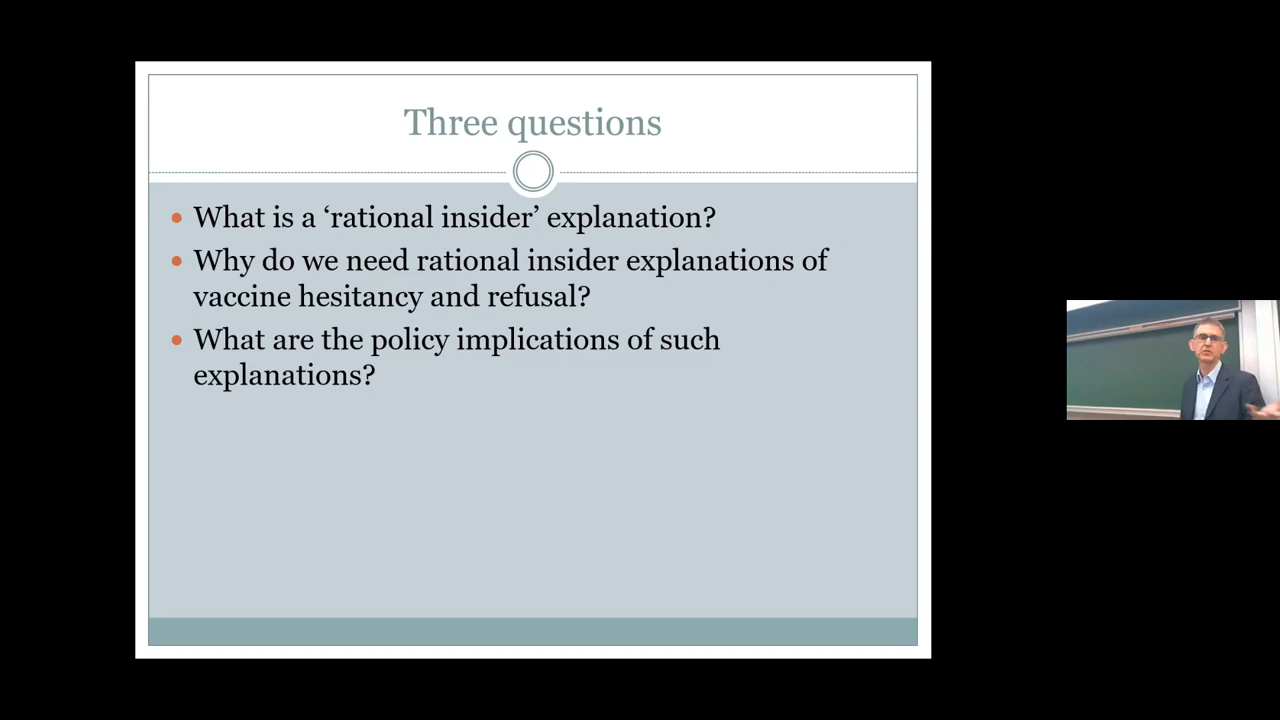 Three questions
• What is a ‘rational insider’ explanation?
• Why do we need rational insider explanations of
vaccine hesitancy and refusal?
• What are the policy implications of such
explanations?